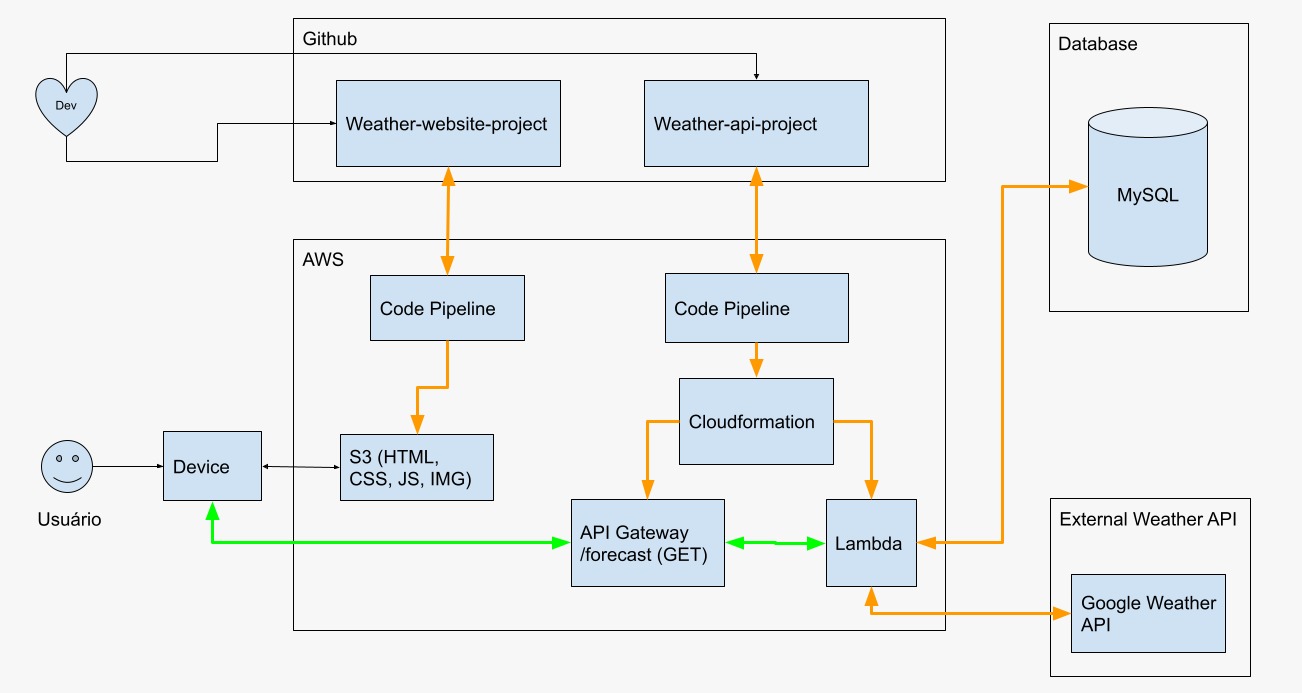 Github
Database
Dev
Weather-website-project
Weather-api-project
MySQL
AWS
Code Pipeline
Code Pipeline
Cloudformation
Device
S3 (HTML,
CSS, JS, IMG)
Usuário
API Gateway
/forecast (GET)
Lambda
External Weather API
Google Weather
API